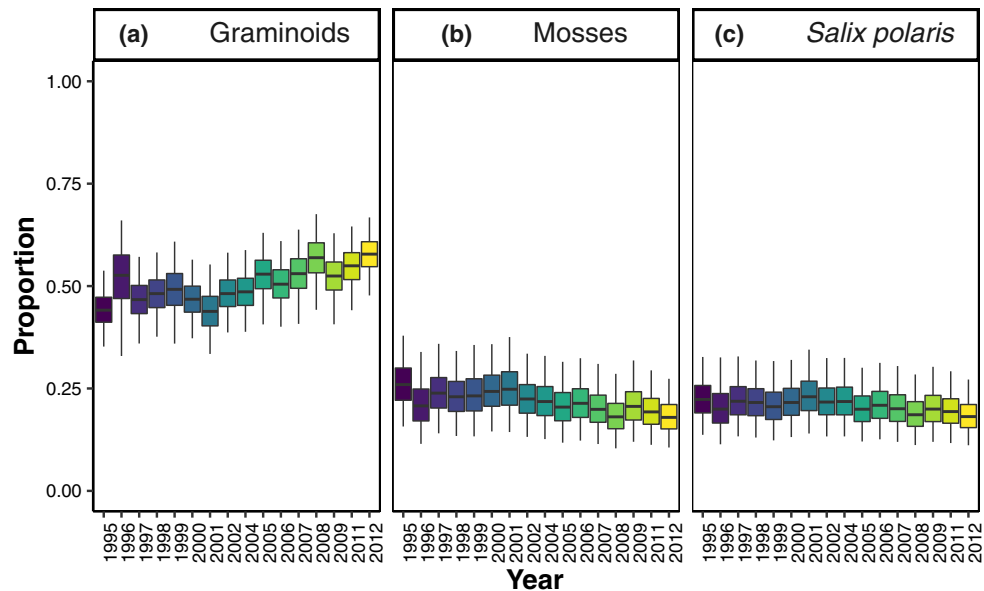 (a) Graminoids
(b) Mosses
(c) Salix polaris
Proportion
1.00
0.75
0.50
0.25
0.00
1995 1996 1997 1998 1999 2000 2001 2002 2004 2005 2006 2007 2008 2009 2011 2012
1995 1996 1997 1998 1999 2000 2001 2002 2004 2005 2006 2007 2008 2009 2011 2012
1995 1996 1997 1998 1999 2000 2001 2002 2004 2005 2006 2007 2008 2009 2011 2012
Year